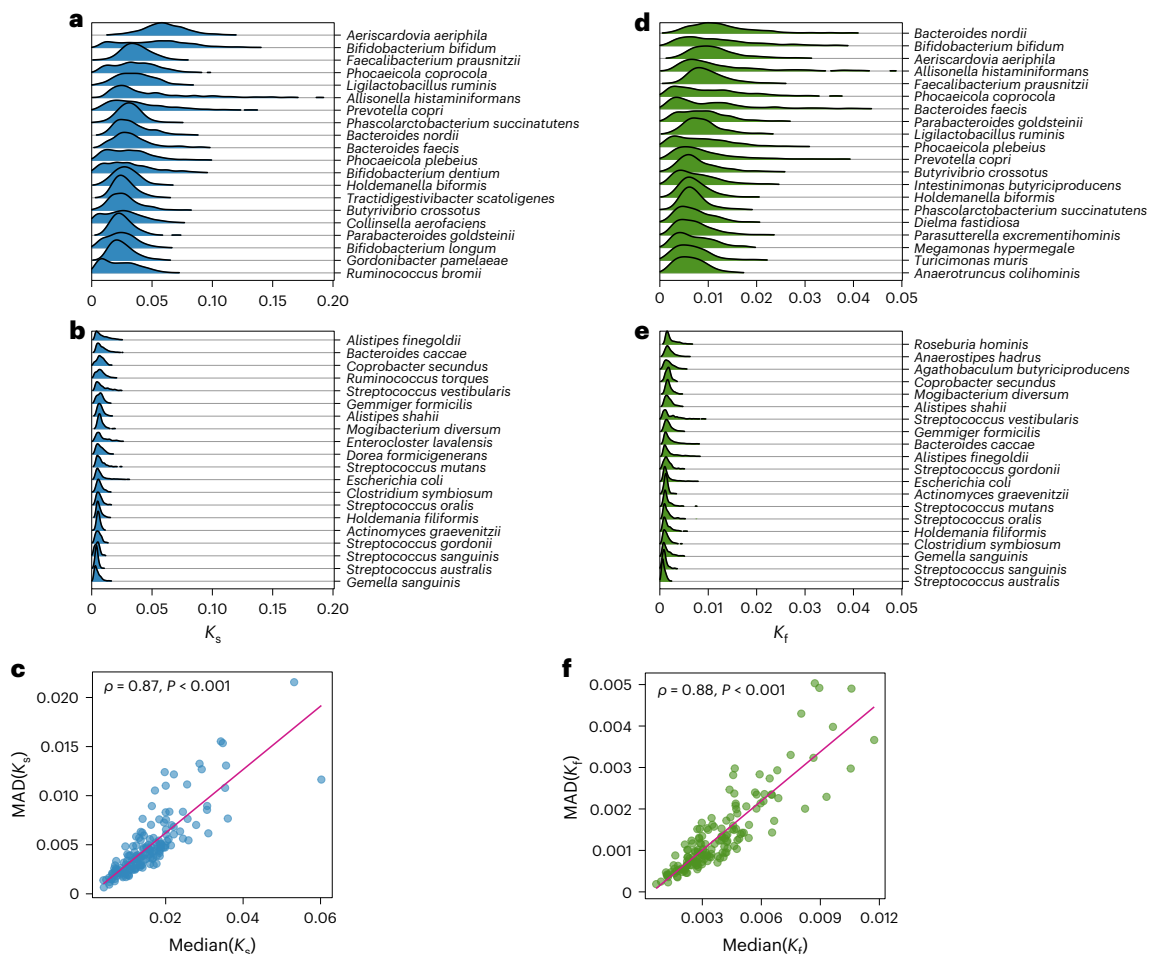 a
Aeriscardovia aeriphila
Bifidobacterium bifidum
Faecalibacterium prausnitzii
Phocaeicola coprocola
Ligilactobacillus ruminis
Allisonella histaminiformans
Prevotella copri
Phascolarctobacterium succinatutens
Bacteroides nordii
Bacteroides faecis
Phocaeicola plebeius
Bifidobacterium dentium
Holdemanella biformis
Tractidigestivibacter scatoligenes
Butyrivibrio crossotus
Collinsella aerofaciens
Parabacteroides goldsteinii
Bifidobacterium longum
Gordonibacter pamelaeae
Ruminococcus bromii
0 0.05 0.10 0.15 0.20
b
Alistipes finegoldii
Bacteroides caccae
Coprobacter secundus
Ruminococcus torques
Streptococcus vestibularis
Gemmiger formicilis
Alistipes shahii
Mogibacterium diversum
Enterocloster lavalensis
Dorea formicigenerans
Streptococcus mutans
Escherichia coli
Clostridium symbiosum
Streptococcus oralis
Holdemania filiformis
Actinomyces graevenitzii
Streptococcus gordonii
Streptococcus sanguinis
Streptococcus australis
Gemella sanguinis
0 0.05 0.10 0.15 0.20
Ks
c
ρ = 0.87, P < 0.001
MAD(Ks)
0.020
0.015
0.010
0.005
0
0.02 0.04 0.06
Median(Ks)
d
Bacteroides nordii
Bifidobacterium bifidum
Aeriscardovia aeriphila
Allisonella histaminiformans
Faecalibacterium prausnitzii
Phocaeicola coprocola
Bacteroides faecis
Parabacteroides goldsteinii
Ligilactobacillus ruminis
Phocaeicola plebeius
Prevotella copri
Butyrivibrio crossotus
Intestinimonas butyriciproducens
Holdemanella biformis
Phascolarctobacterium succinatutens
Dielma fastidiosa
Parasutterella excrementihominis
Megamonas hypermegale
Turicimonas muris
Anaerotruncus colihominis
0 0.01 0.02 0.03 0.04 0.05
e
Roseburia hominis
Anaerostipes hadrus
Agathobaculum butyriciproducens
Coprobacter secundus
Mogibacterium diversum
Alistipes shahii
Streptococcus vestibularis
Gemmiger formicilis
Bacteroides caccae
Alistipes finegoldii
Streptococcus gordonii
Escherichia coli
Actinomyces graevenitzii
Streptococcus mutans
Streptococcus oralis
Holdemania filiformis
Clostridium symbiosum
Gemella sanguinis
Streptococcus sanguinis
Streptococcus australis
0 0.01 0.02 0.03 0.04 0.05
Kf
f
ρ = 0.88, P < 0.001
MAD(Kf)
0.005
0.004
0.003
0.002
0.001
0
0.003 0.006 0.009 0.012
Median(Kf)